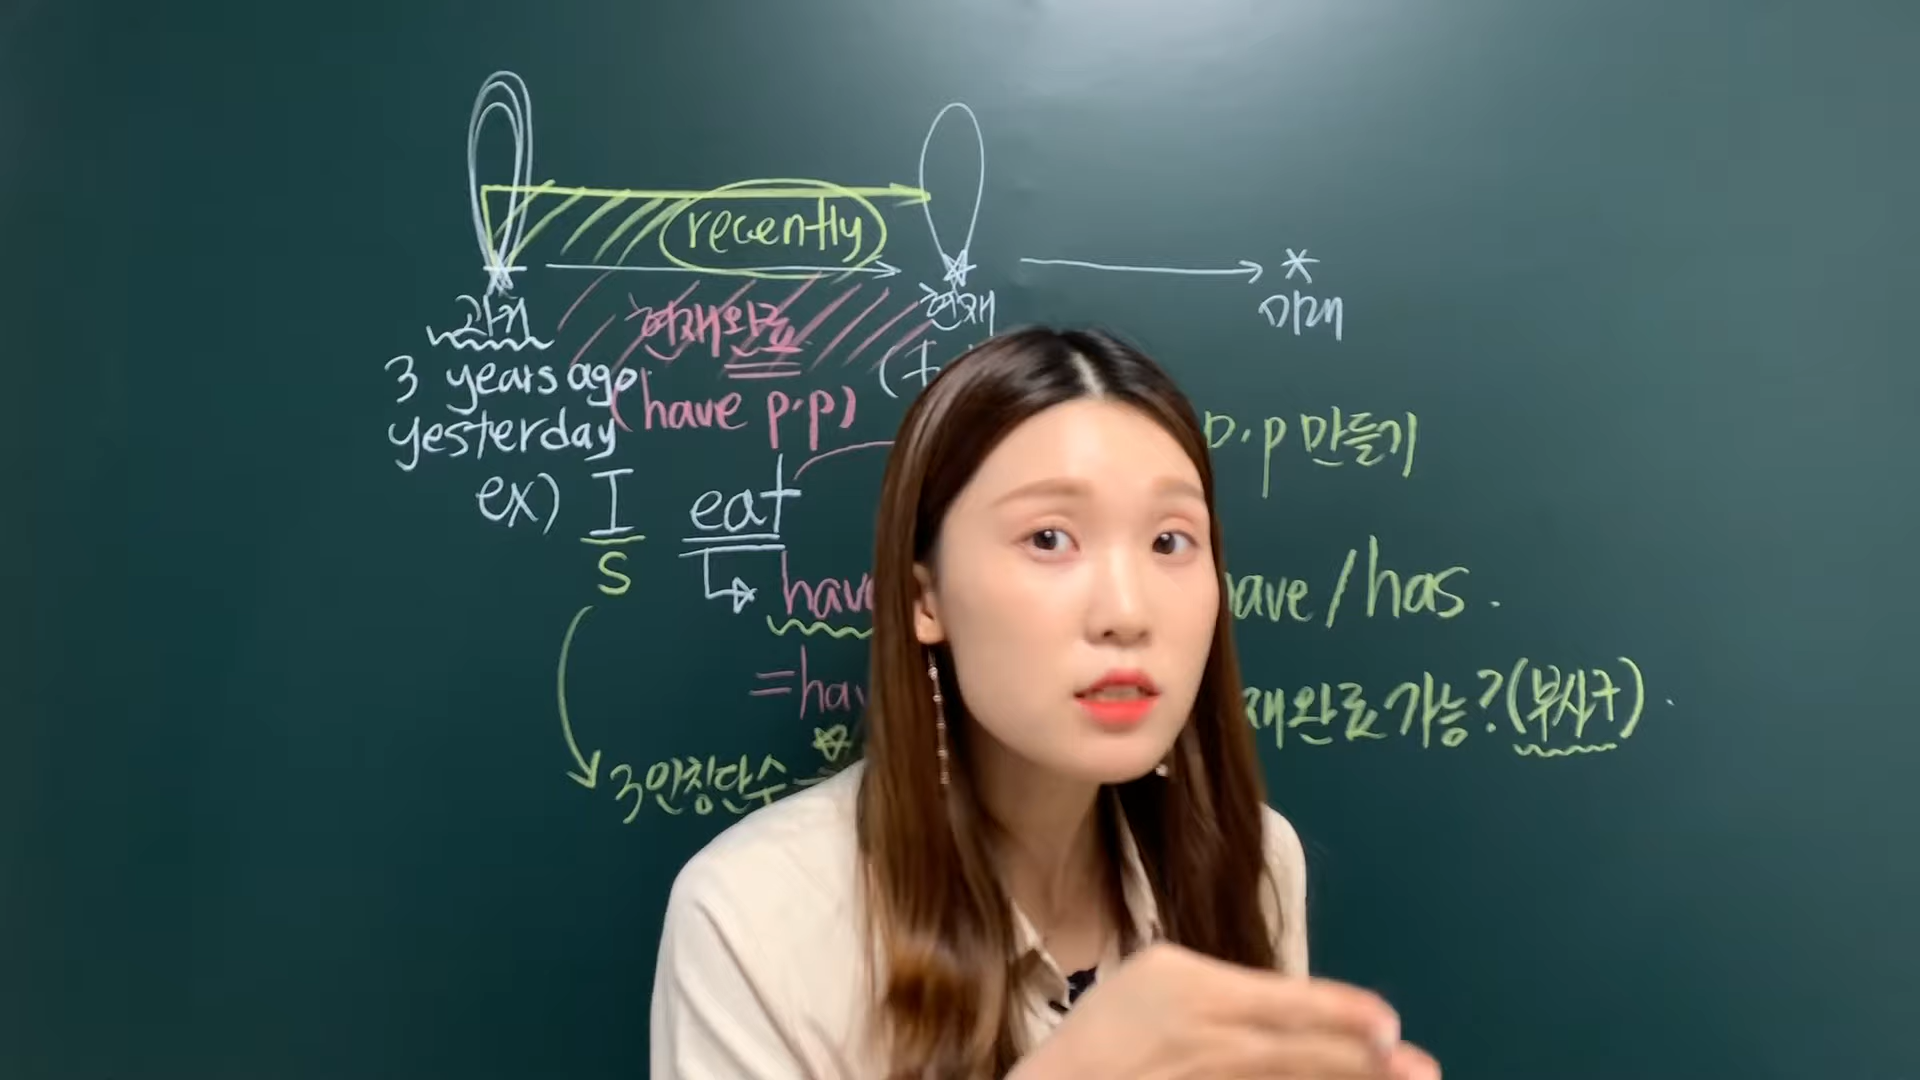 recently
과거 현재완료 현재 미래
3 years ago (have p.p)
yesterday p.p 만들기
ex) I eat
S have have/has.
=hav 재완료 가능? (부사구).
3인칭단수